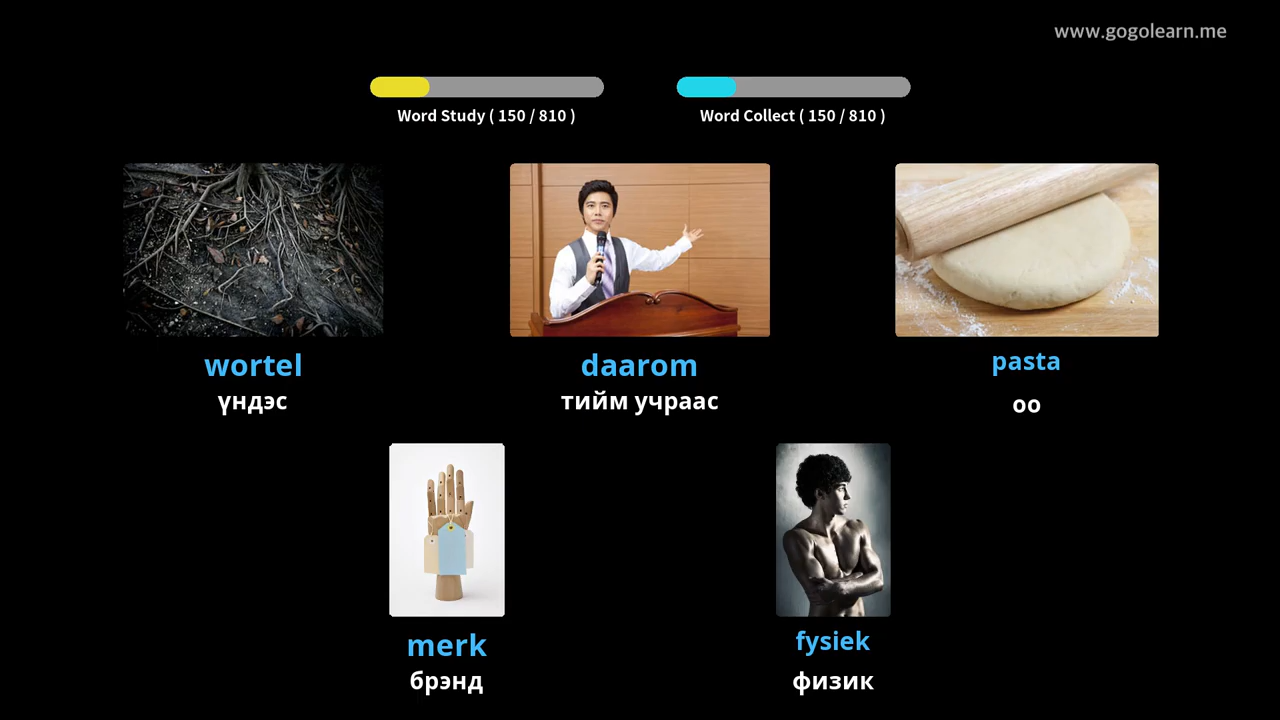 www.gogolearn.me
Word Study ( 150 / 810 )
Word Collect ( 150 / 810 )
wortel
үндэс
daarom
тийм учраас
pasta
оо
merk
брэнд
fysiek
физик